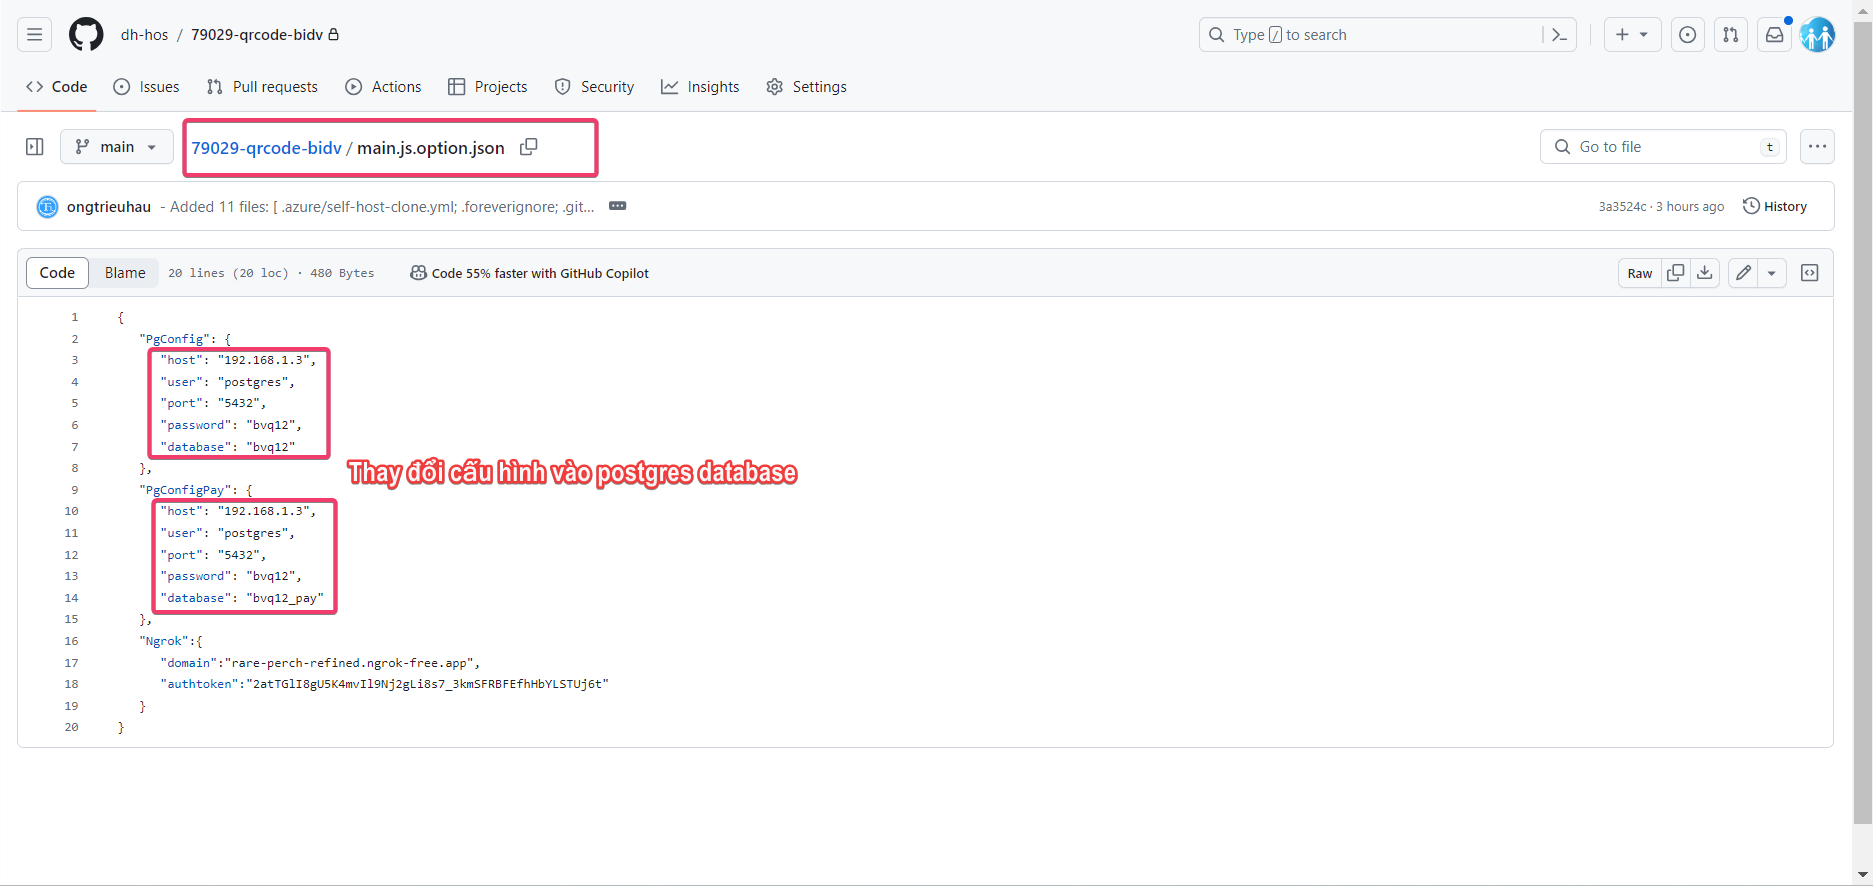 dh-hos / 79029-qrcode-bidv
Type / to search
Code Issues Pull requests Actions Projects Security Insights Settings
main
79029-qrcode-bidv / main.js.option.json
Go to file t
ongtrieuhau - Added 11 files: [ .azure/self-host-clone.yml; .foreverignore; .git...
3a3524c · 3 hours ago History
Code Blame 20 lines (20 loc) · 480 Bytes Code 55% faster with GitHub Copilot Raw
1 {
2 "PgConfig": {
3 "host": "192.168.1.3",
4 "user": "postgres",
5 "port": "5432",
6 "password": "bvq12",
7 "database": "bvq12"
8 },
Thay đổi cấu hình vào postgres database
9 "PgConfigPay": {
10 "host": "192.168.1.3",
11 "user": "postgres",
12 "port": "5432",
13 "password": "bvq12",
14 "database": "bvq12_pay"
15 },
16 "Ngrok":{
17 "domain":"rare-perch-refined.ngrok-free.app",
18 "authtoken":"2atTGlI8gU5K4mvIl9Nj2gLi8s7_3kmSFRBFEfhHbYLSTUj6t"
19 }
20 }